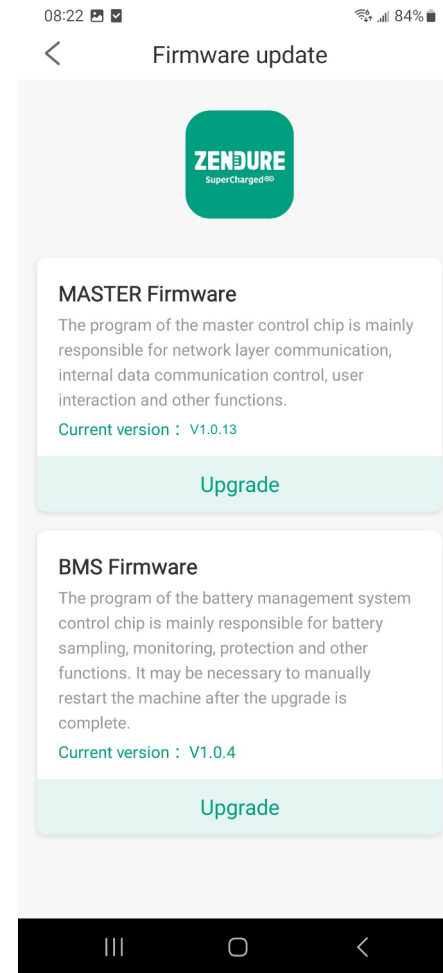 08:22 84%
Firmware update
ZENDURE
SuperCharged
MASTER Firmware
The program of the master control chip is mainly
responsible for network layer communication,
internal data communication control, user
interaction and other functions.
Current version： V1.0.13
Upgrade
BMS Firmware
The program of the battery management system
control chip is mainly responsible for battery
sampling, monitoring, protection and other
functions. It may be necessary to manually
restart the machine after the upgrade is
complete.
Current version： V1.0.4
Upgrade